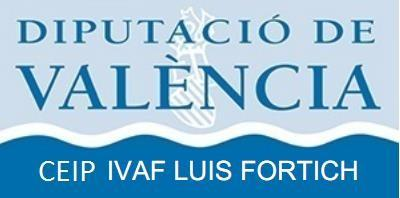 DIPUTACIÓ DE
VALÈNCIA
CEIP IVAF LUIS FORTICH